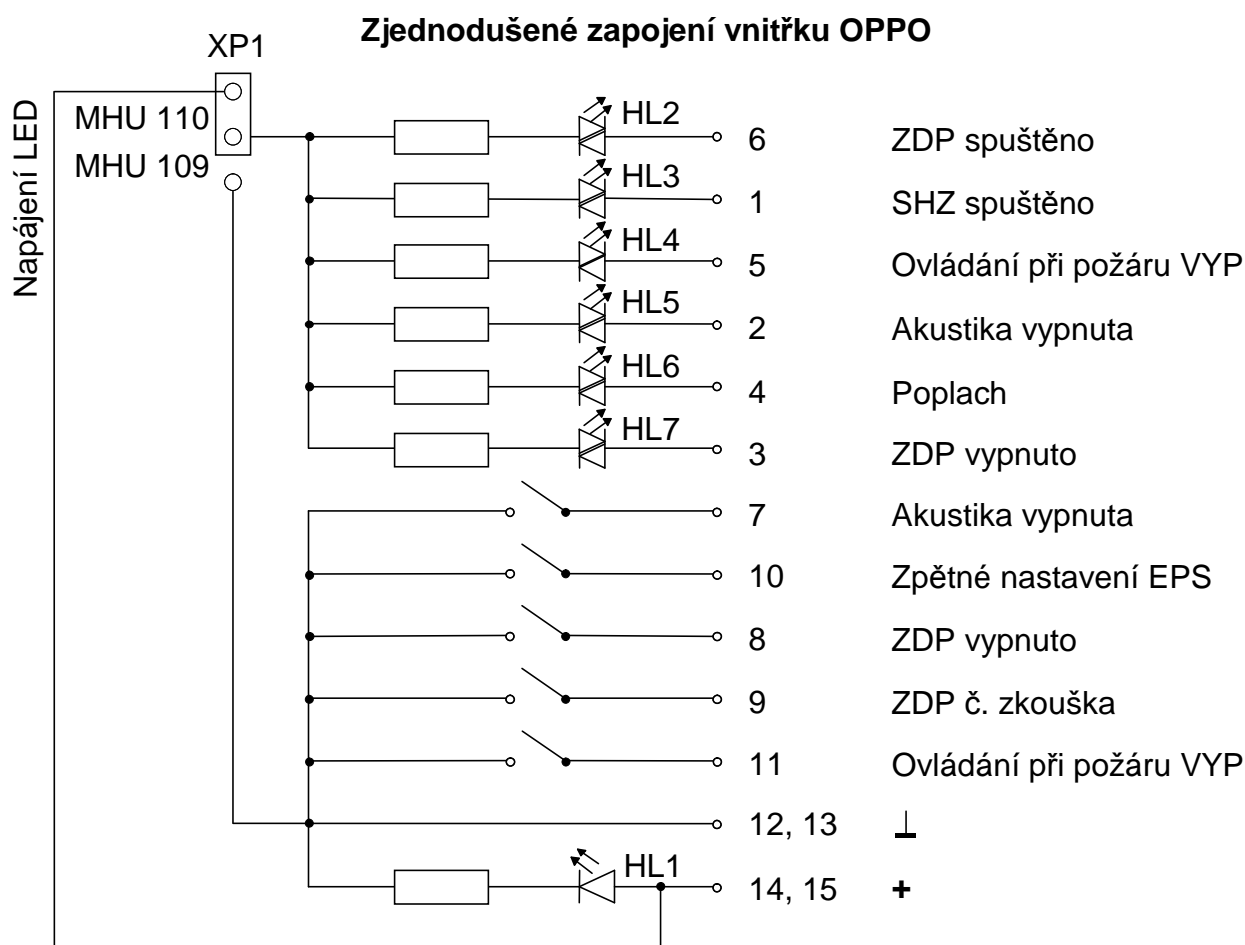 Zjednodušené zapojení vnitřku OPPO
XP1
Napájení LED
MHU 110
MHU 109
HL2 6 ZDP spuštěno
HL3 1 SHZ spuštěno
HL4 5 Ovládání při požáru VYP
HL5 2 Akustika vypnuta
HL6 4 Poplach
HL7 3 ZDP vypnuto
7 Akustika vypnuta
10 Zpětné nastavení EPS
8 ZDP vypnuto
9 ZDP č. zkouška
11 Ovládání při požáru VYP
12, 13 ⊥
HL1 14, 15 +